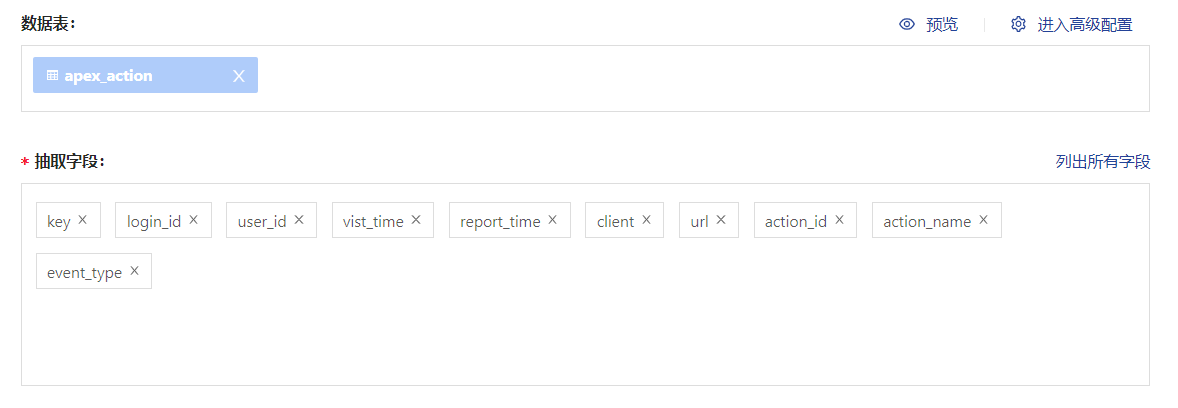 数据表： 预览 进入高级配置
apex_action X
* 抽取字段： 列出所有字段
key X login_id X user_id X vist_time X report_time X client X url X action_id X action_name X
event_type X